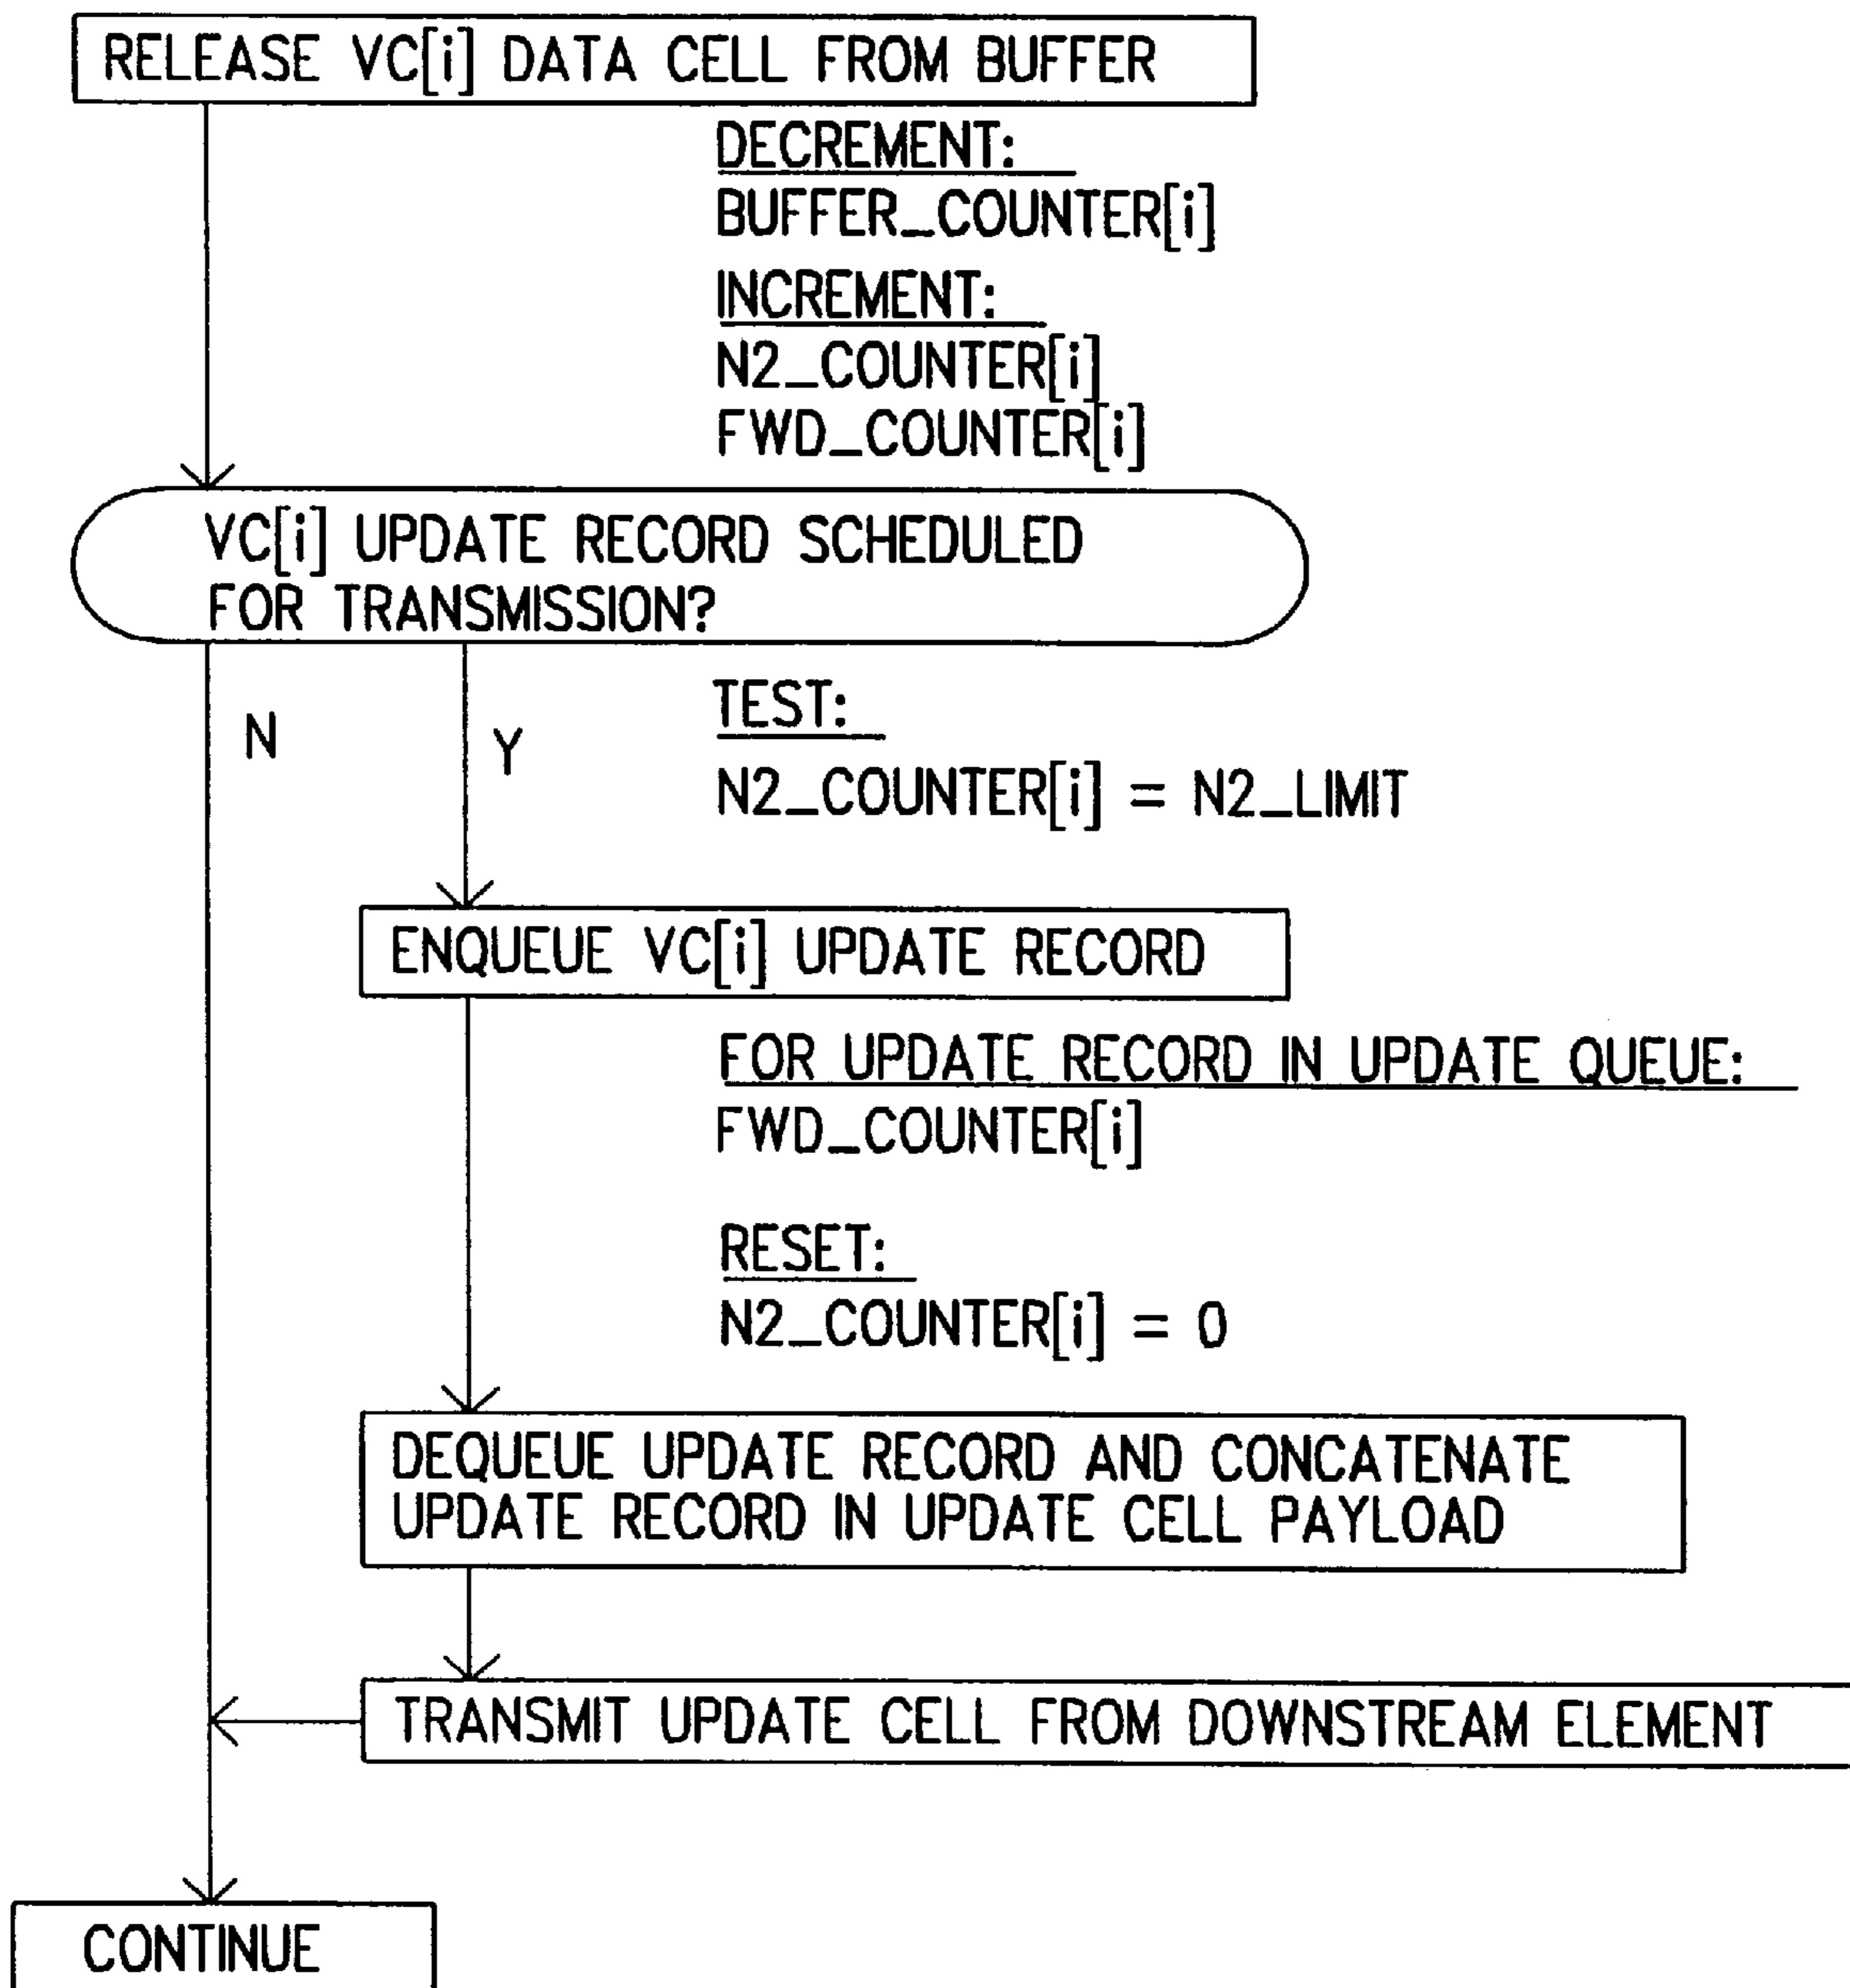 RELEASE VC[i] DATA CELL FROM BUFFER
DECREMENT:
BUFFER_COUNTER[i]
INCREMENT:
N2_COUNTER[i]
FWD_COUNTER[i]
VC[i] UPDATE RECORD SCHEDULED
FOR TRANSMISSION?
N
Y
TEST:
N2_COUNTER[i] = N2_LIMIT
ENQUEUE VC[i] UPDATE RECORD
FOR UPDATE RECORD IN UPDATE QUEUE:
FWD_COUNTER[i]
RESET:
N2_COUNTER[i] = 0
DEQUEUE UPDATE RECORD AND CONCATENATE
UPDATE RECORD IN UPDATE CELL PAYLOAD
TRANSMIT UPDATE CELL FROM DOWNSTREAM ELEMENT
CONTINUE